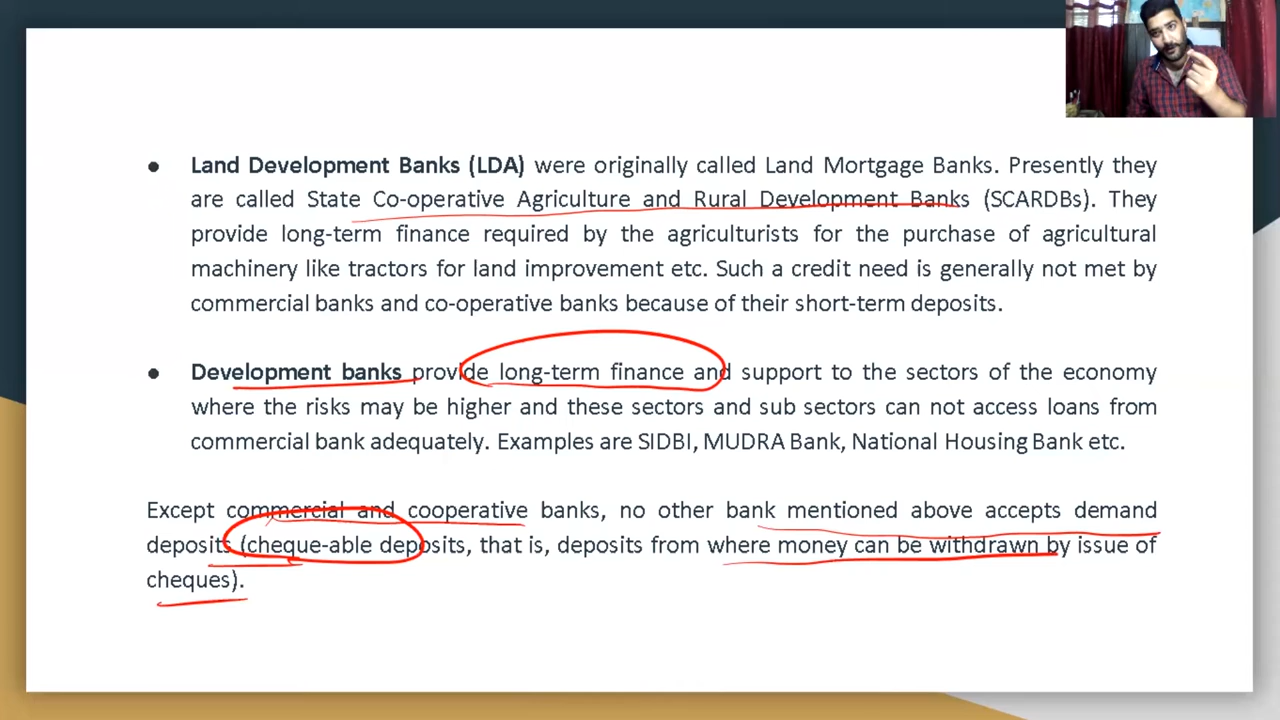 ● Land Development Banks (LDA) were originally called Land Mortgage Banks. Presently they
are called State Co-operative Agriculture and Rural Development Banks (SCARDBs). They
provide long-term finance required by the agriculturists for the purchase of agricultural
machinery like tractors for land improvement etc. Such a credit need is generally not met by
commercial banks and co-operative banks because of their short-term deposits.
● Development banks provide long-term finance and support to the sectors of the economy
where the risks may be higher and these sectors and sub sectors can not access loans from
commercial bank adequately. Examples are SIDBI, MUDRA Bank, National Housing Bank etc.
Except commercial and cooperative banks, no other bank mentioned above accepts demand
deposits (cheque-able deposits, that is, deposits from where money can be withdrawn by issue of
cheques).